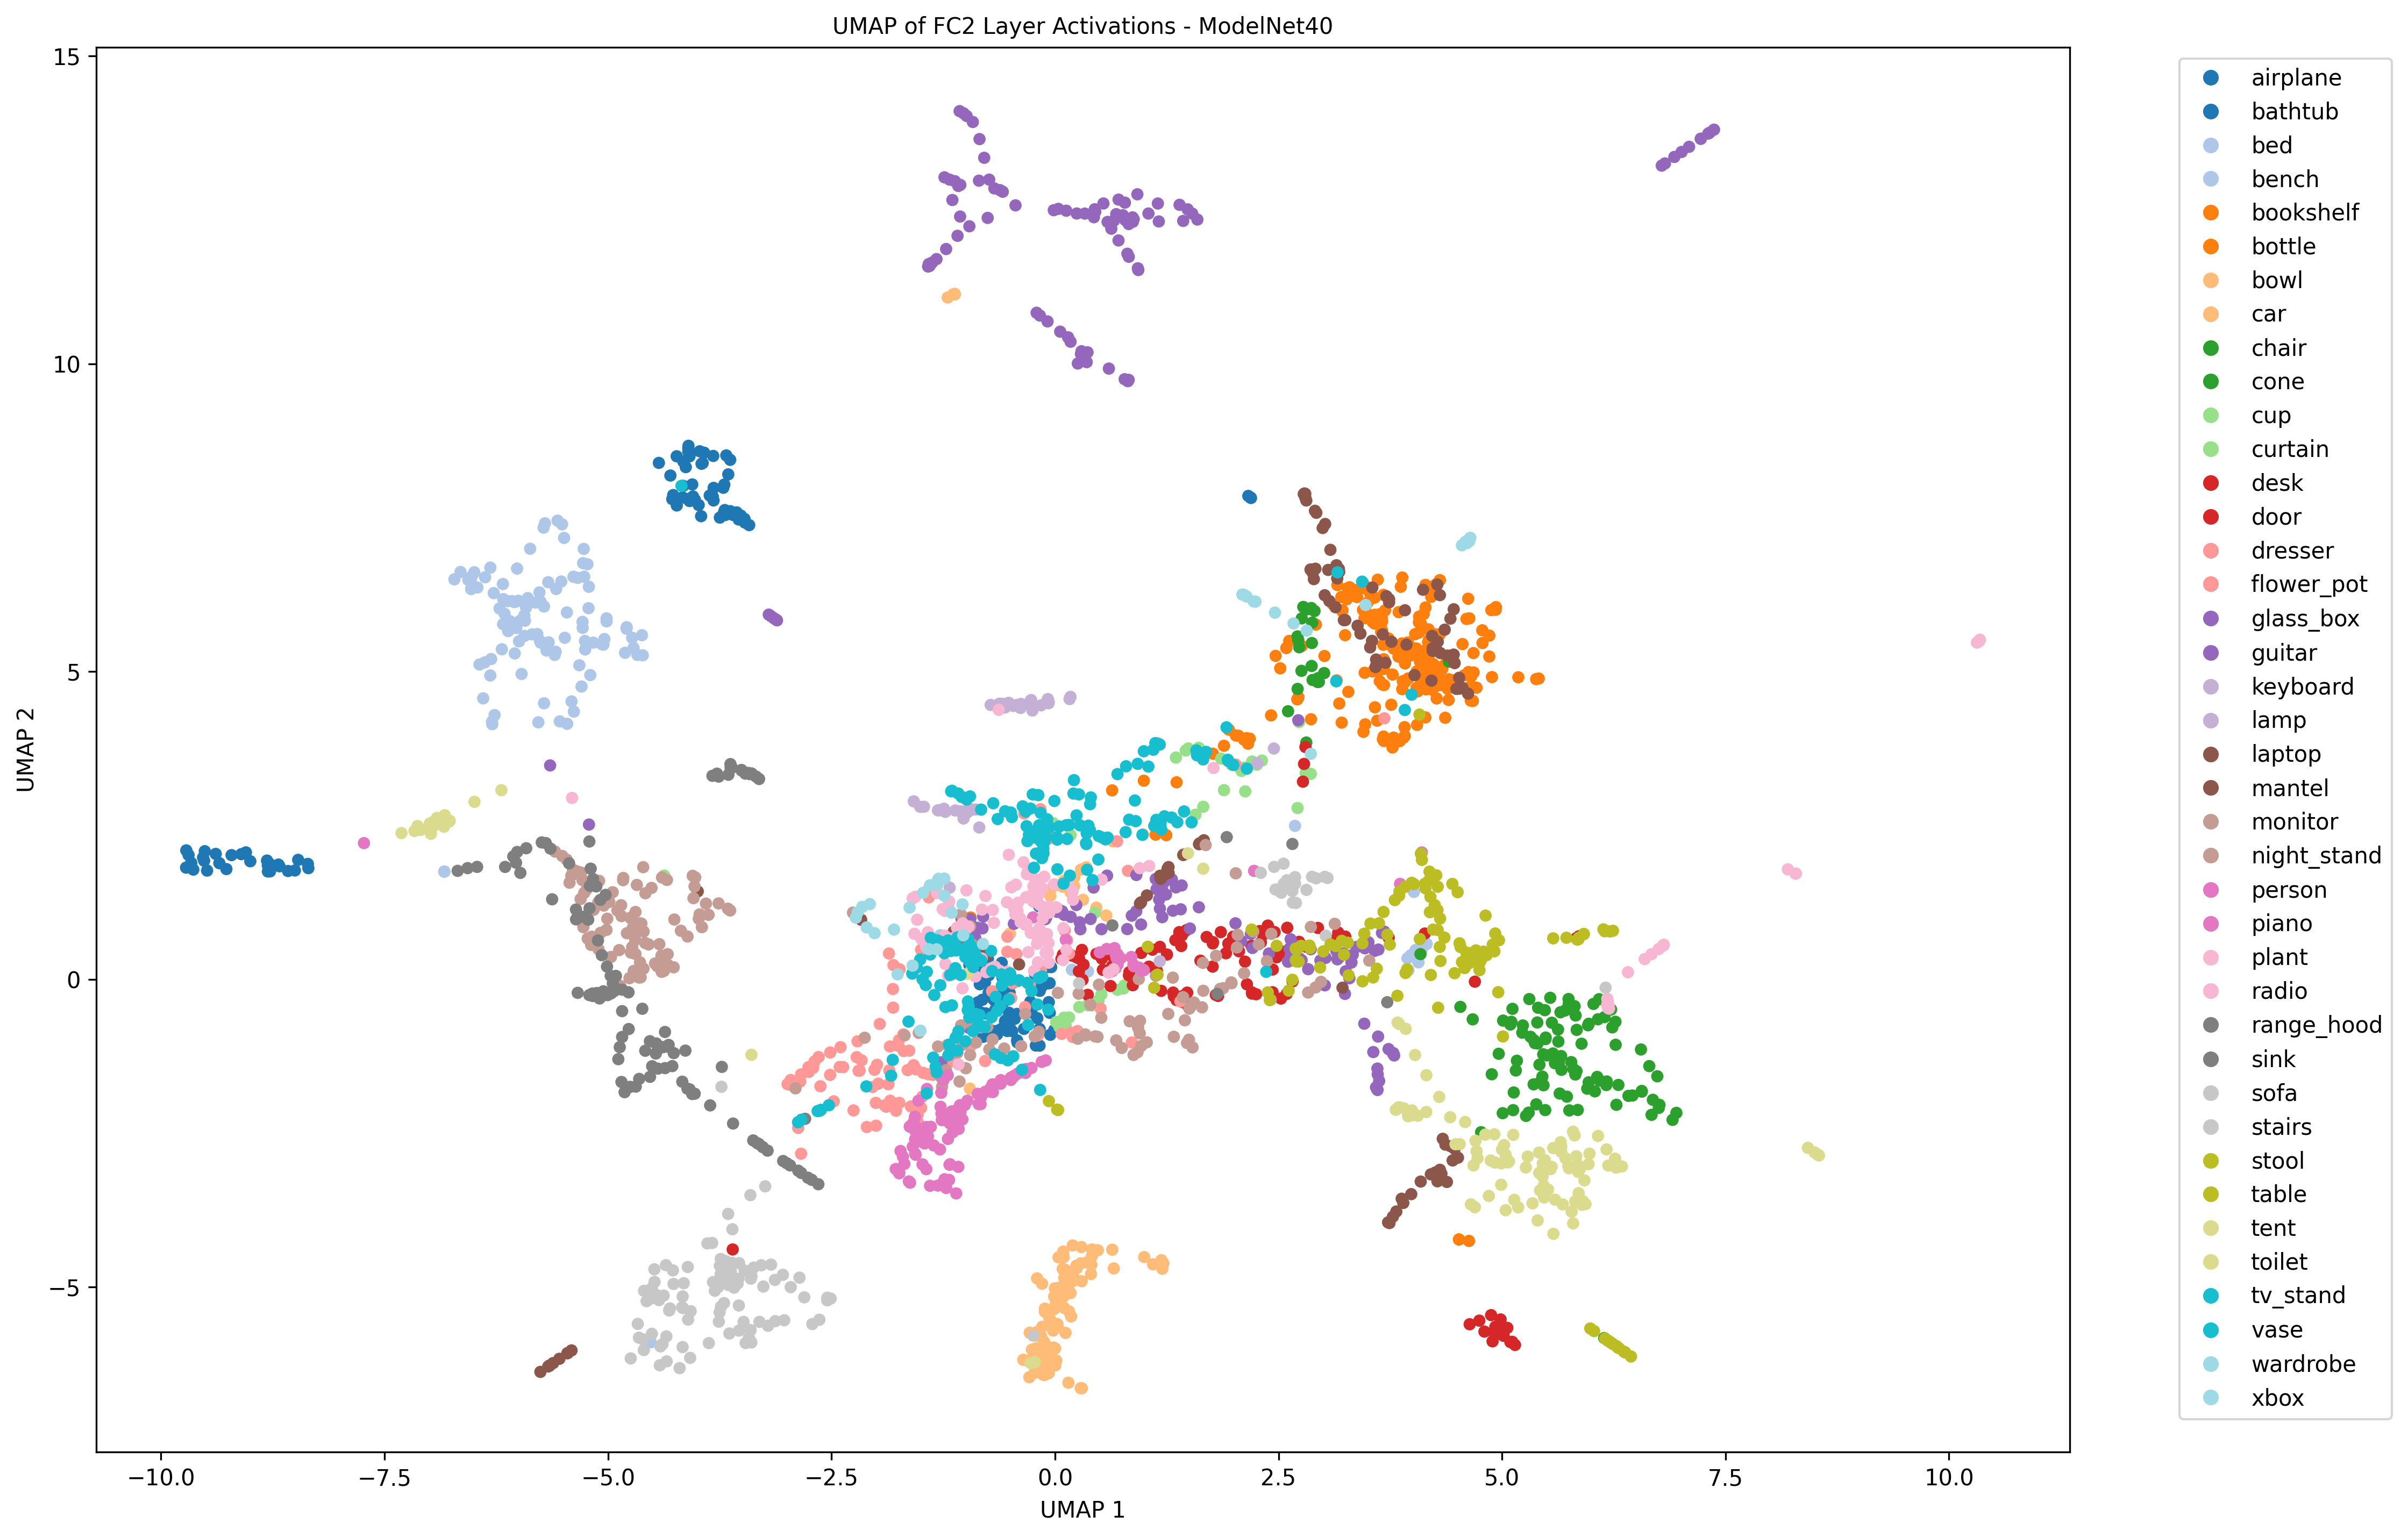 UMAP of FC2 Layer Activations - ModelNet40
15
10
5
0
−5
UMAP 2
−10.0
−7.5
−5.0
−2.5
0.0
2.5
5.0
7.5
10.0
UMAP 1
airplane
bathtub
bed
bench
bookshelf
bottle
bowl
car
chair
cone
cup
curtain
desk
door
dresser
flower_pot
glass_box
guitar
keyboard
lamp
laptop
mantel
monitor
night_stand
person
piano
plant
radio
range_hood
sink
sofa
stairs
stool
table
tent
toilet
tv_stand
vase
wardrobe
xbox